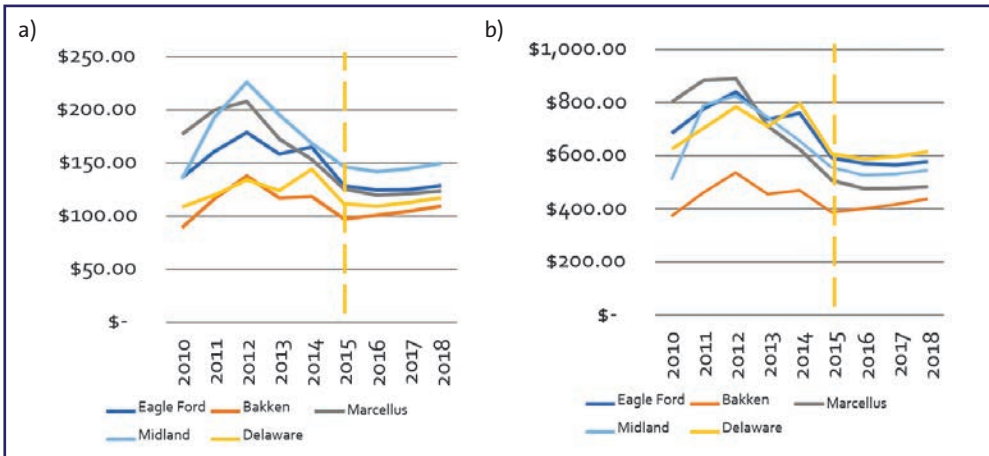 a)
$250.00
$200.00
$150.00
$100.00
$50.00
$-
2010 2011 2012 2013 2014 2015 2016 2017 2018
Eagle Ford Bakken Marcellus
Midland Delaware
b)
$1,000.00
$800.00
$600.00
$400.00
$200.00
$-
2010 2011 2012 2013 2014 2015 2016 2017 2018
Eagle Ford Bakken Marcellus
Midland Delaware